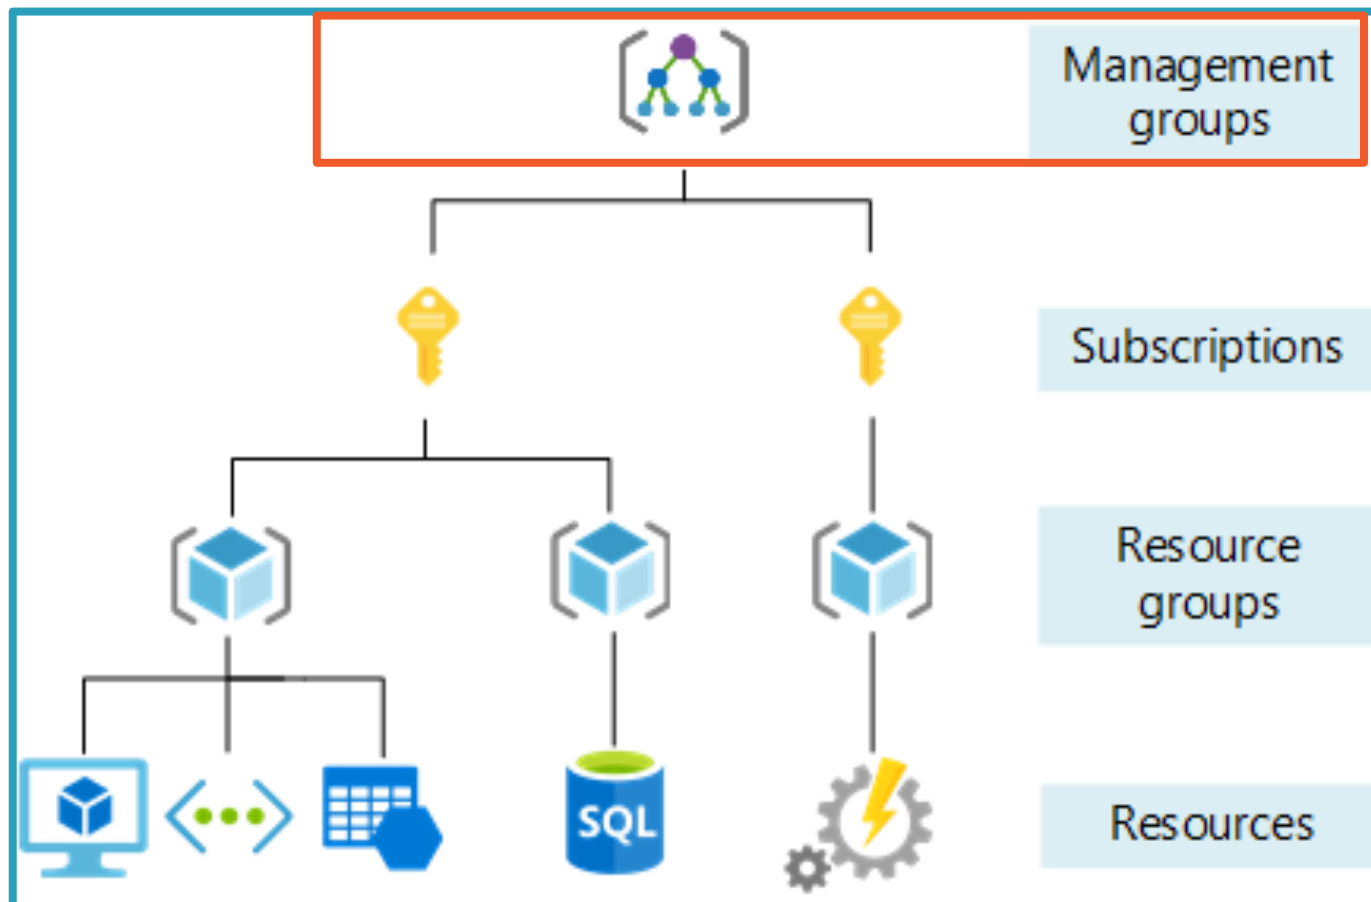 Management
groups
Subscriptions
Resource
groups
SQL
Resources